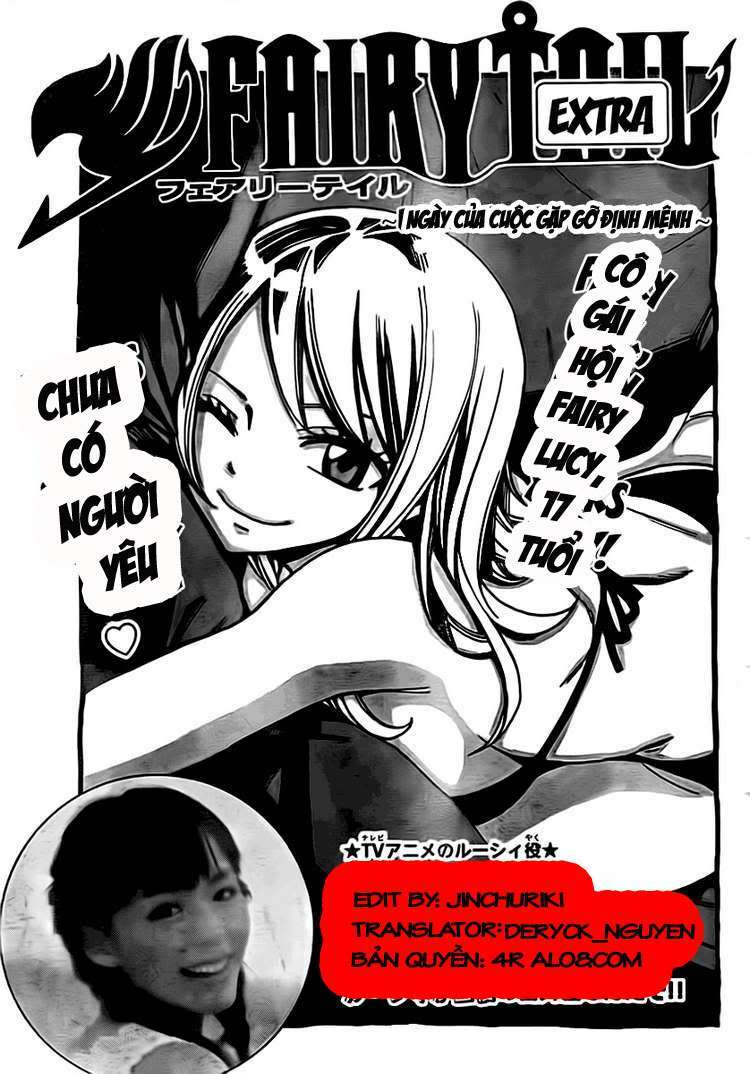 FAIRY TAIL
EXTRA
フェアリーテイル
~1 NGÀY CỦA CUỘC GẶP GỠ ĐỊNH MỆNH~
CÔ
GÁI
HỘI
FAIRY
LUCY,
17
TUỔI
!
CHƯA
CÓ
NGƯỜI
YÊU
★TVアニメのルーシィ役★
EDIT BY: JINCHURIKI
TRANSLATOR: DERYCK_NGUYEN
BẢN QUYỀN: 4R ALO&COM